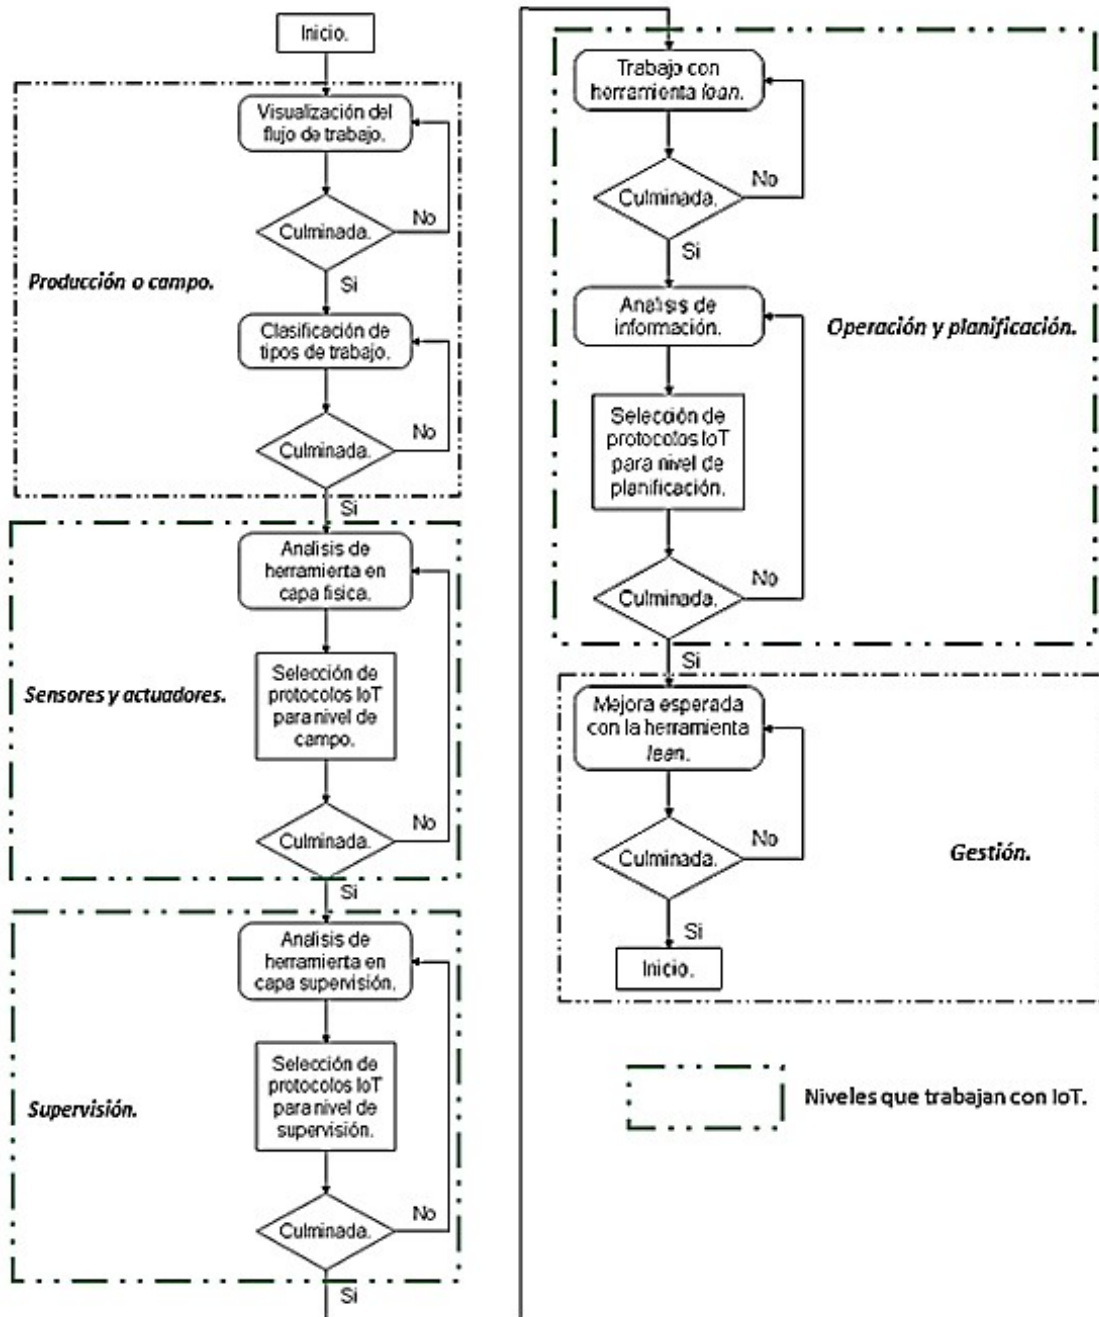 Inicio.
Visualización del
flujo de trabajo.
Culminada.
No
Si
Producción o campo.
Clasificación de
tipos de trabajo.
Culminada.
No
Si
Analisis de
herramienta en
capa fisica.
Sensores y actuadores.
Selección de
protocolos IoT
para nivel de
campo.
Culminada.
No
Si
Analisis de
herramienta en
capa supervisión.
Supervisión.
Selección de
protocolos IoT
para nivel de
supervisión.
Culminada.
No
Si
Trabajo con
herramienta lean.
Culminada.
No
Si
Analisis de
información.
Operación y planificación.
Selección de
protocolos IoT
para nivel de
planificación.
Culminada.
No
Si
Mejora esperada
con la herramienta
lean.
Culminada.
No
Gestión.
Si
Inicio.
Niveles que trabajan con IoT.